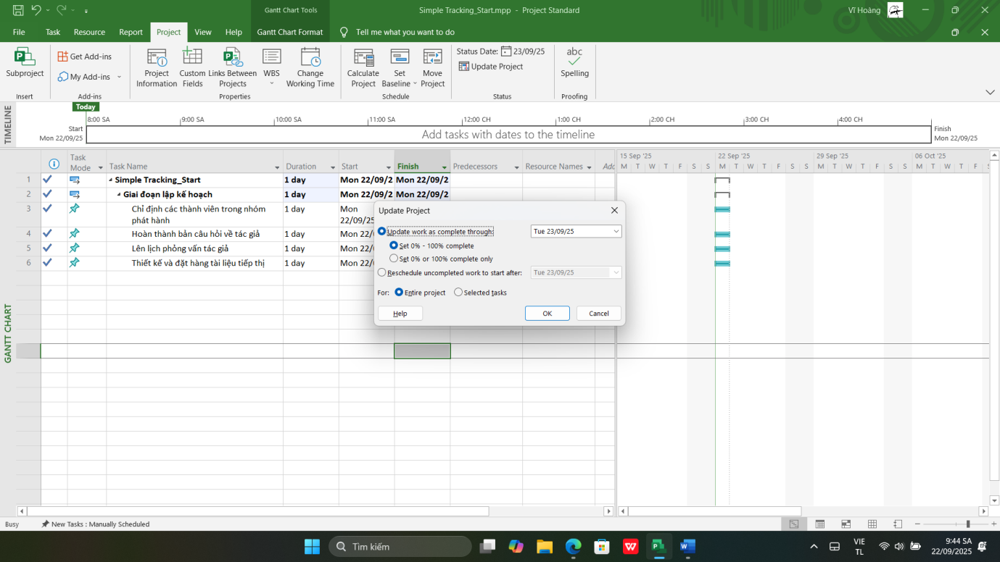 Gantt Chart Tools
Simple Tracking_Start.mpp - Project Standard
Vĩ Hoàng
File Task Resource Report Project View Help Gantt Chart Format Tell me what you want to do
Subproject
Get Add-ins
My Add-ins
Project Information
Custom Fields
Links Between Projects
WBS
Change Working Time
Calculate Project
Set Baseline
Move Project
Status Date: 23/09/25
Update Project
abc
Spelling
Insert Add-ins Properties Schedule Status Proofing
TIMELINE
Today
8:00 SA 9:00 SA 10:00 SA 11:00 SA 12:00 CH 1:00 CH 2:00 CH 3:00 CH 4:00 CH
Start
Mon 22/09/25
Add tasks with dates to the timeline
Finish
Mon 22/09/25
GANTT CHART
Task Mode Task Name Duration Start Finish Predecessors Resource Names Add
15 Sep '25 22 Sep '25 29 Sep '25 06 Oct '25
M T W T F S S M T W T F S S M T W T F S S M T W T F S
1 Simple Tracking_Start 1 day Mon 22/09/2 Mon 22/09/2
2 Giai đoạn lập kế hoạch 1 day Mon 22/09/2 Mon 22/09/2
3 Chỉ định các thành viên trong nhóm phát hành 1 day Mon 22/09/25
4 Hoàn thành bản câu hỏi về tác giả 1 day Mon 22/0
5 Lên lịch phỏng vấn tác giả 1 day Mon 22/0
6 Thiết kế và đặt hàng tài liệu tiếp thị 1 day Mon 22/0
Update Project
Update work as complete through: Tue 23/09/25
Set 0% - 100% complete
Set 0% or 100% complete only
Reschedule uncompleted work to start after: Tue 23/09/25
For: Entire project Selected tasks
Help OK Cancel
Busy New Tasks : Manually Scheduled
Tìm kiếm
VIE
TL
9:44 SA
22/09/2025